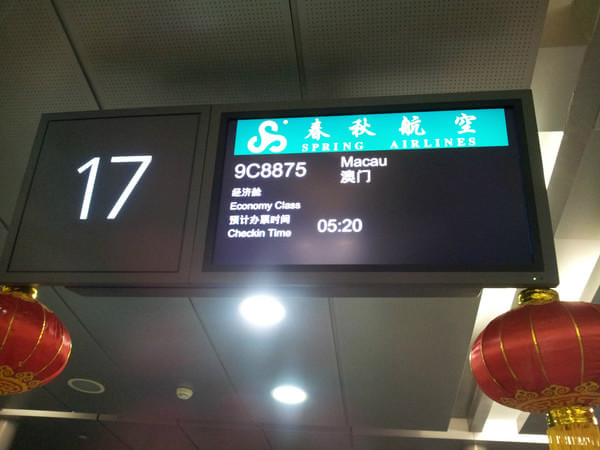 17
春秋航空
SPRING AIRLINES
9C8875
Macau
澳门
经济舱
Economy Class
预计办票时间
Checkin Time
05:20